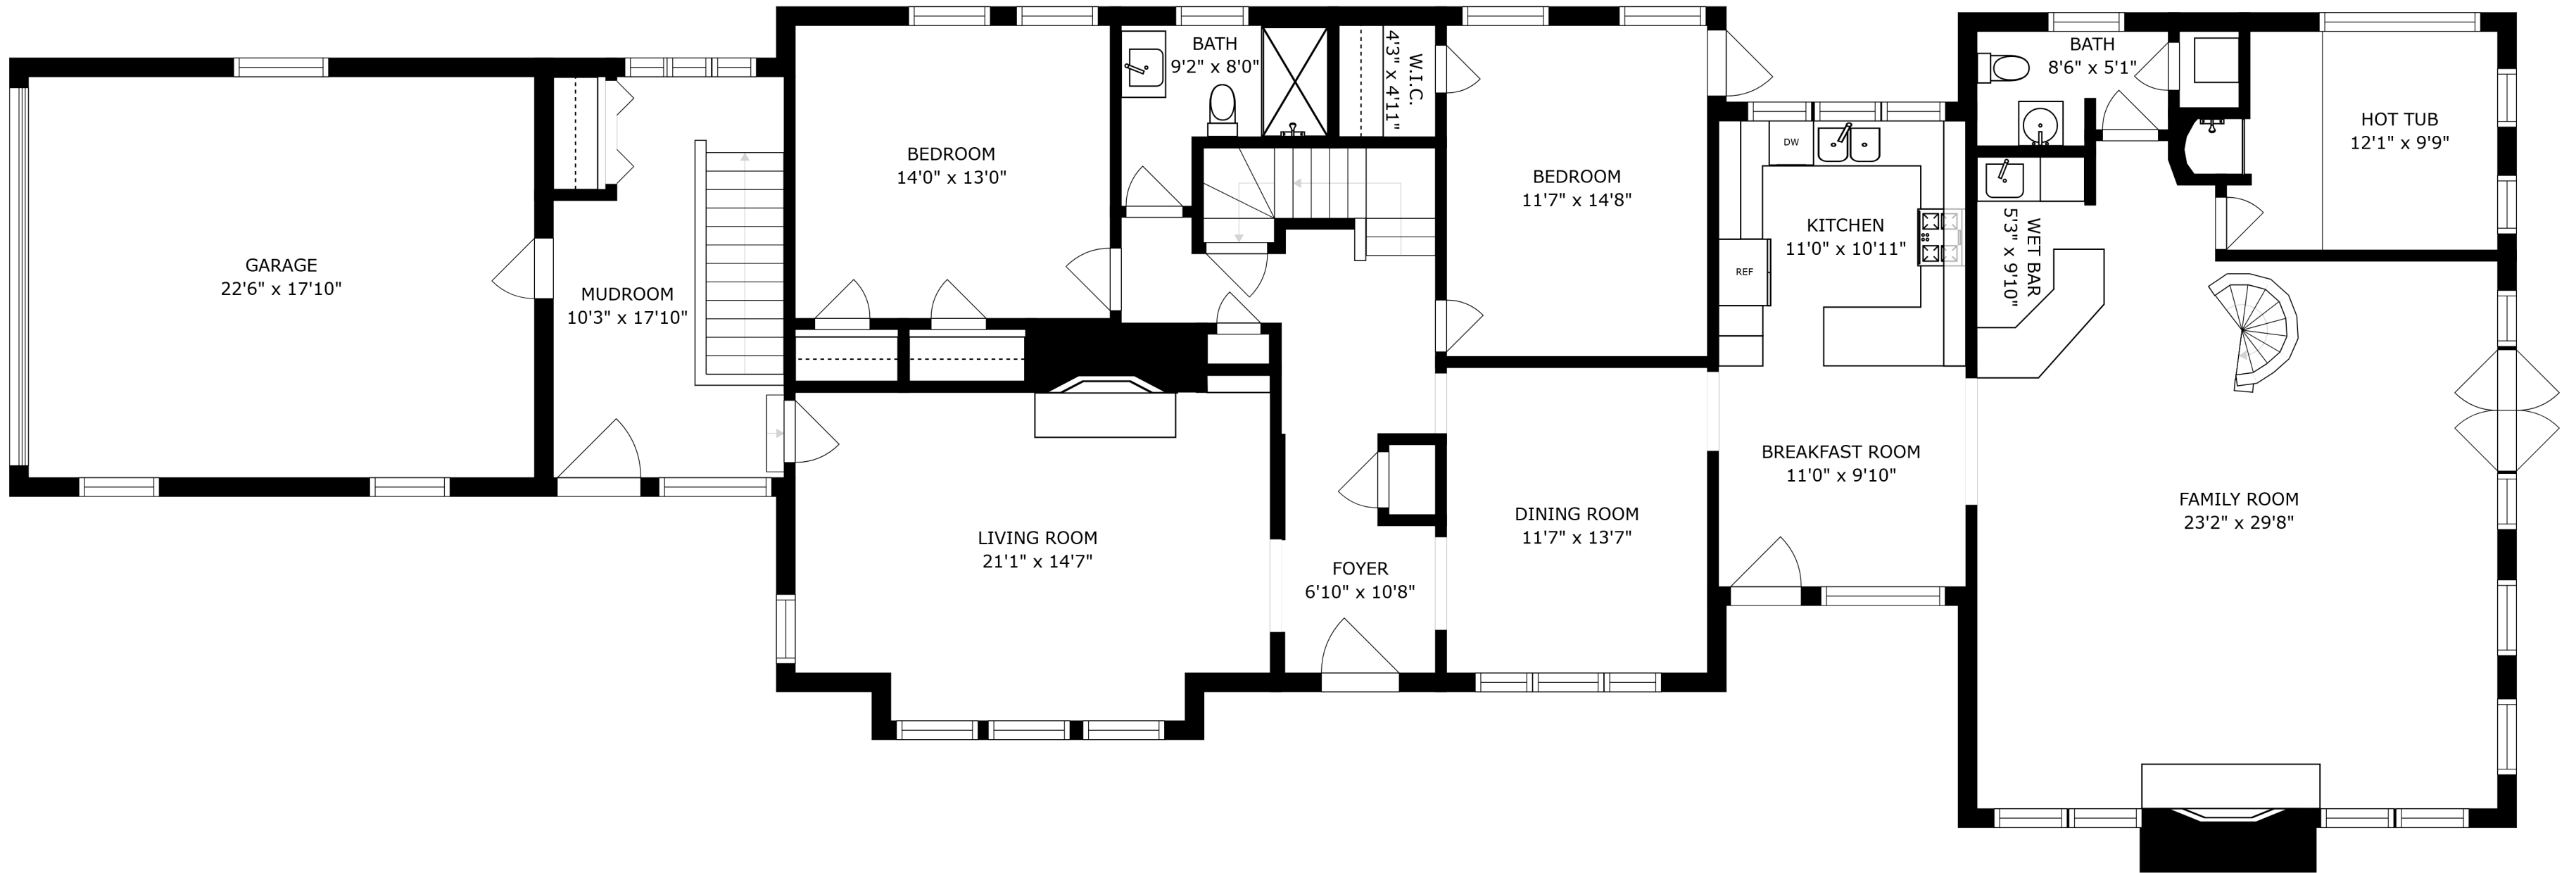 GARAGE
22'6" x 17'10"
MUDROOM
10'3" x 17'10"
BEDROOM
14'0" x 13'0"
BATH
9'2" x 8'0"
W.I.C.
4'3" x 4'11"
BEDROOM
11'7" x 14'8"
DW
KITCHEN
11'0" x 10'11"
REF
BATH
8'6" x 5'1"
HOT TUB
12'1" x 9'9"
WET BAR
5'3" x 9'10"
LIVING ROOM
21'1" x 14'7"
FOYER
6'10" x 10'8"
DINING ROOM
11'7" x 13'7"
BREAKFAST ROOM
11'0" x 9'10"
FAMILY ROOM
23'2" x 29'8"